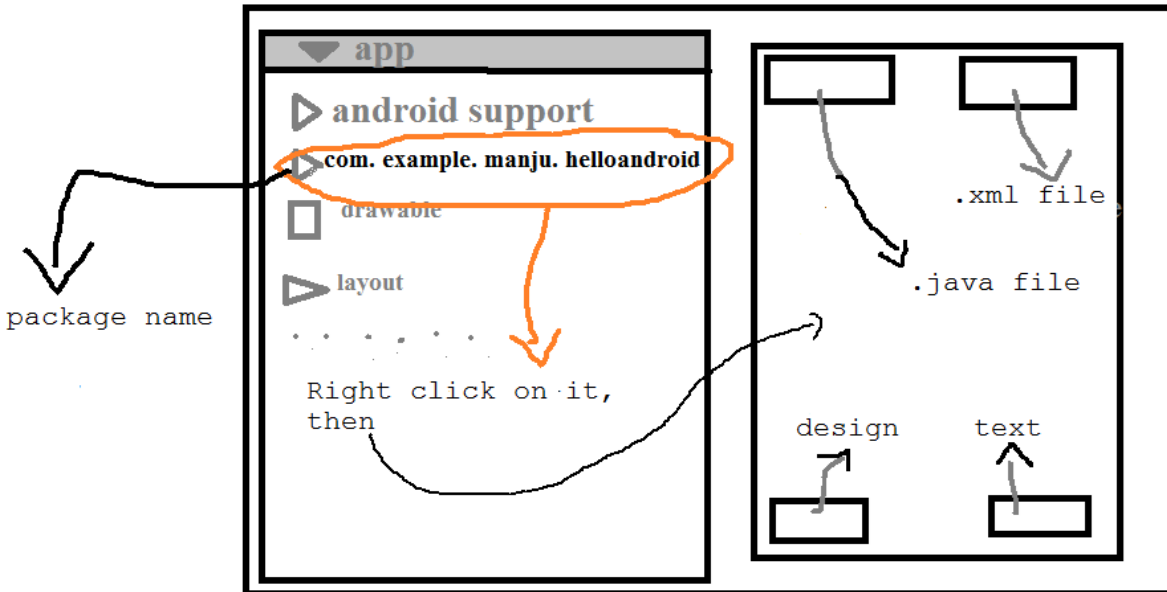 app
android support
com. example. manju. helloandroid
drawable
layout
package name
Right click on it,
then
.xml file
.java file
design
text